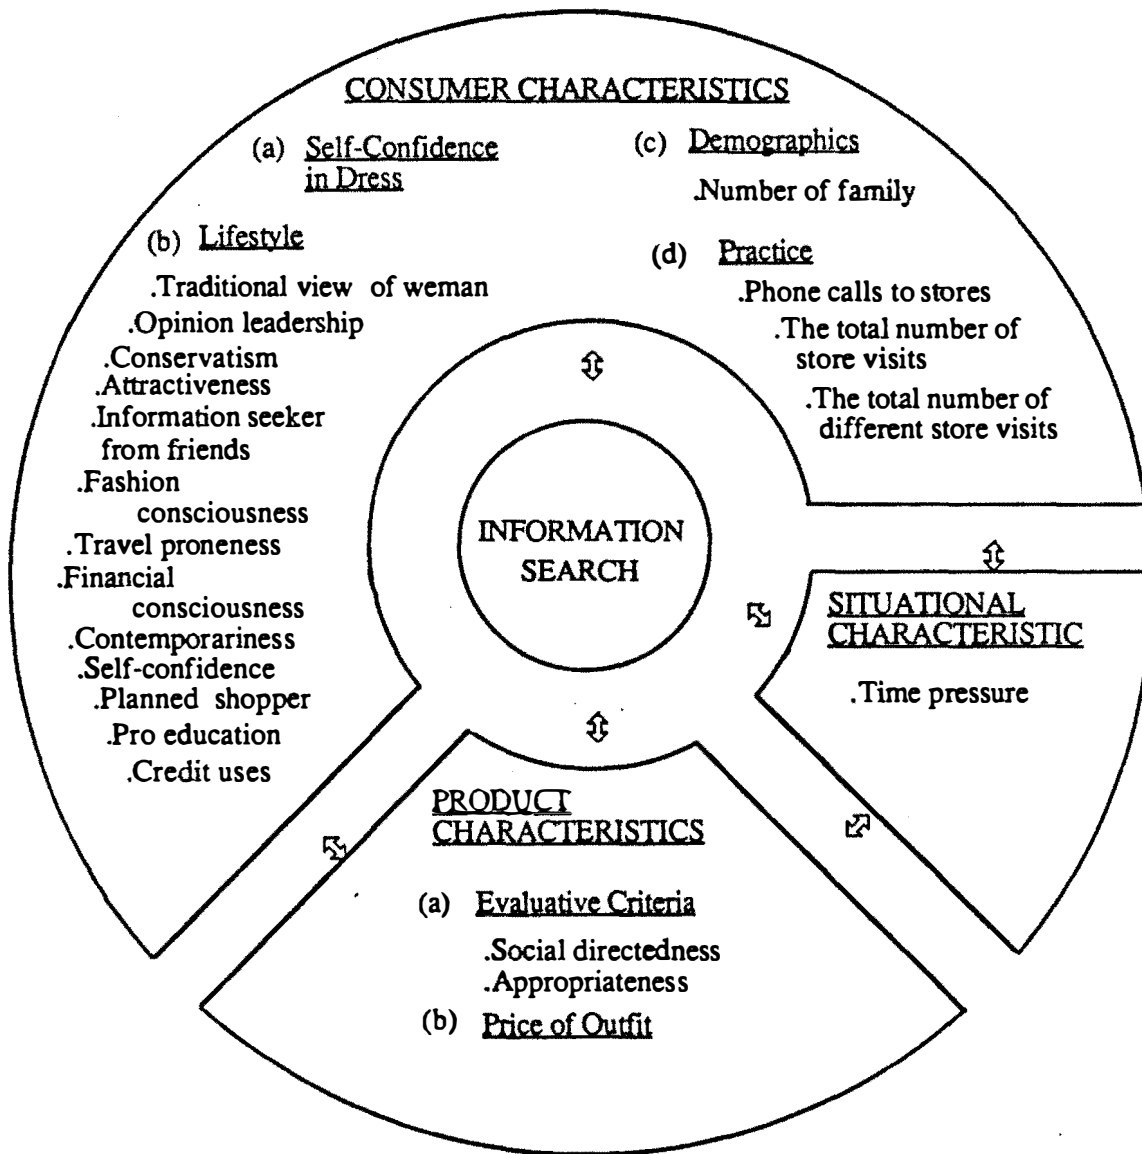 CONSUMER CHARACTERISTICS
(a) Self-Confidence
in Dress
(b) Lifestyle
.Traditional view of weman
.Opinion leadership
.Conservatism
.Attractiveness
.Information seeker
from friends
.Fashion
consciousness
.Travel proneness
.Financial
consciousness
.Contemporariness
.Self-confidence
.Planned shopper
.Pro education
.Credit uses
(c) Demographics
.Number of family
(d) Practice
.Phone calls to stores
.The total number of
store visits
.The total number of
different store visits
INFORMATION
SEARCH
SITUATIONAL
CHARACTERISTIC
.Time pressure
PRODUCT
CHARACTERISTICS
(a) Evaluative Criteria
.Social directedness
.Appropriateness
(b) Price of Outfit